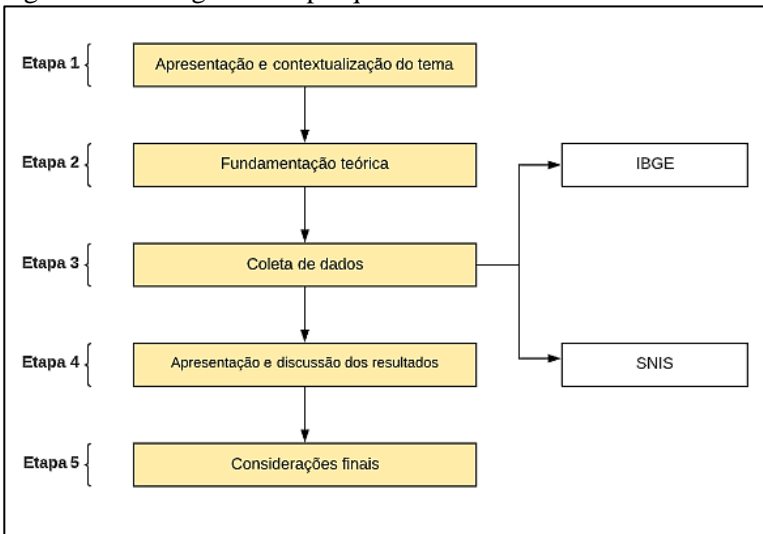 Etapa 1 Apresentação e contextualização do tema
Etapa 2 Fundamentação teórica IBGE
Etapa 3 Coleta de dados
Etapa 4 Apresentação e discussão dos resultados SNIS
Etapa 5 Considerações finais